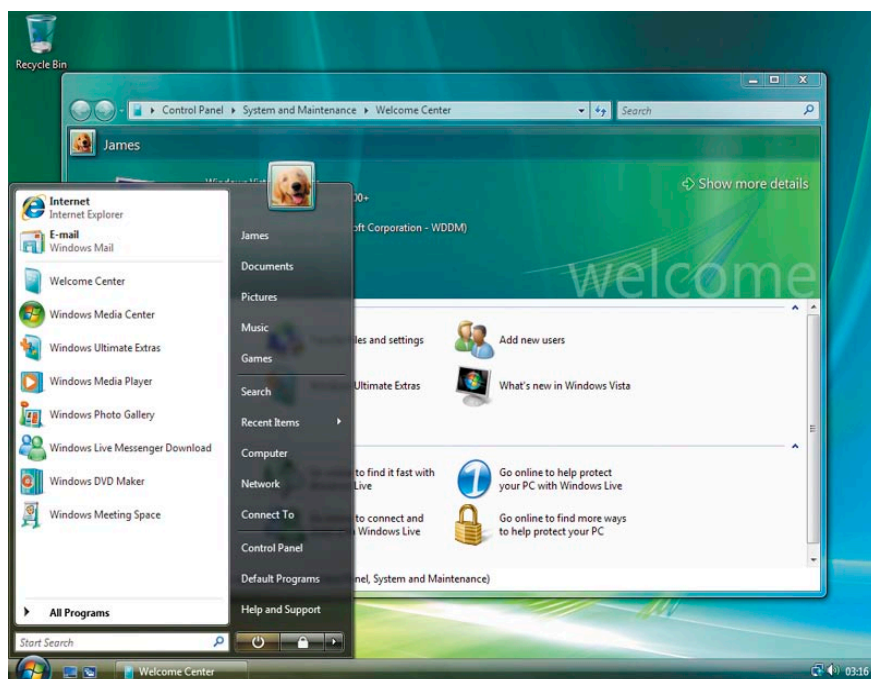 Recycle Bin
Control Panel
System and Maintenance
Welcome Center
Search
James
Show more details
00+
oft Corporation - WDDM)
welcome
Internet
Internet Explorer
E-mail
Windows Mail
Welcome Center
Windows Media Center
Windows Ultimate Extras
Windows Media Player
Windows Photo Gallery
Windows Live Messenger Download
Windows DVD Maker
Windows Meeting Space
All Programs
Start Search
James
Documents
Pictures
Music
Games
Search
Recent Items
Computer
Network
Connect To
Control Panel
Default Programs
Help and Support
les and settings
Add new users
Ultimate Extras
What's new in Windows Vista
to find it fast with
Live
Go online to help protect
your PC with Windows Live
to connect and
Windows Live
Go online to find more ways
to help protect your PC
nel, System and Maintenance)
Welcome Center
03:16